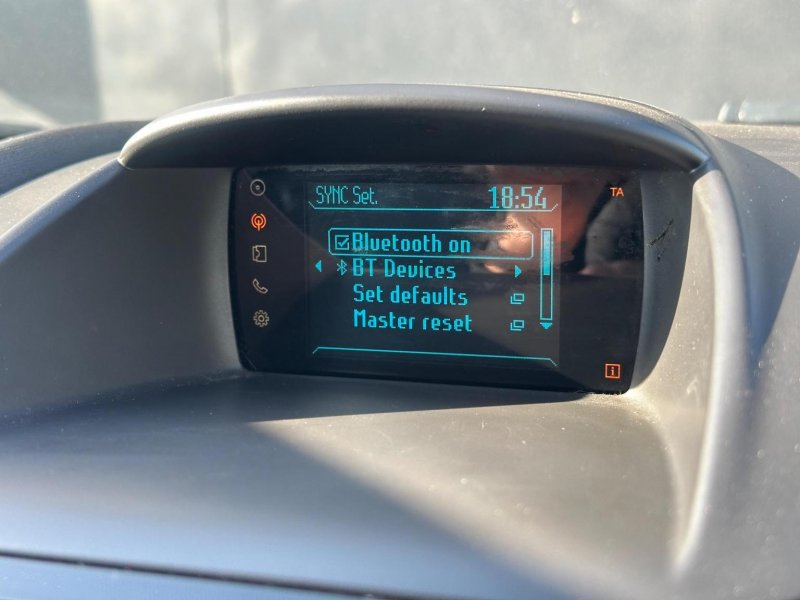 SYNC Set. 18:54
TA
Bluetooth on
BT Devices
Set defaults
Master reset
i